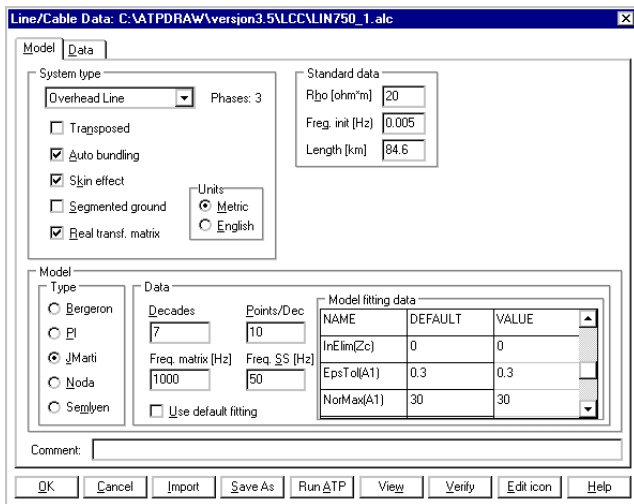 Line/Cable Data: C:\ATPDRAW\version3.5\LCC\LIN750_1.alc
Model Data
System type
Overhead Line Phases: 3
Transposed
Auto bundling
Skin effect
Segmented ground
Real transf. matrix
Units
Metric
English
Standard data
Rho [ohm*m] 20
Freq. init [Hz] 0.005
Length [km] 84.6
Model
Type
Bergeron
PI
JMarti
Noda
Semlyen
Data
Decades Points/Dec
7 10
Freq. matrix [Hz] Freq. SS [Hz]
1000 50
Use default fitting
Model fitting data
NAME DEFAULT VALUE
InElim(Zc) 0 0
EpsTol(A1) 0.3 0.3
NorMax(A1) 30 30
Comment:
OK Cancel Import Save As Run ATP View Verify Edit icon Help